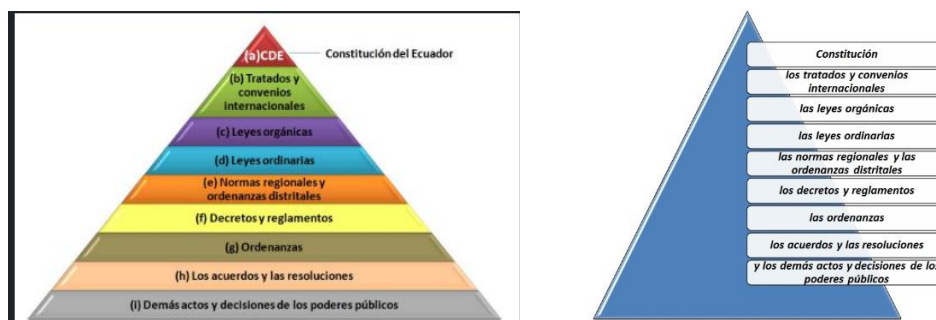 (a)CDE
Constitución del Ecuador
(b) Tratados y
convenios
internacionales
(c) Leyes orgánicas
(d) Leyes ordinarias
(e) Normas regionales y
ordenanzas distritales
(f) Decretos y reglamentos
(g) Ordenanzas
(h) Los acuerdos y las resoluciones
(i) Demás actos y decisiones de los poderes públicos
Constitución
los tratados y convenios
internacionales
las leyes orgánicas
las leyes ordinarias
las normas regionales y las
ordenanzas distritales
los decretos y reglamentos
las ordenanzas
los acuerdos y las resoluciones
y los demás actos y decisiones de los
poderes públicos